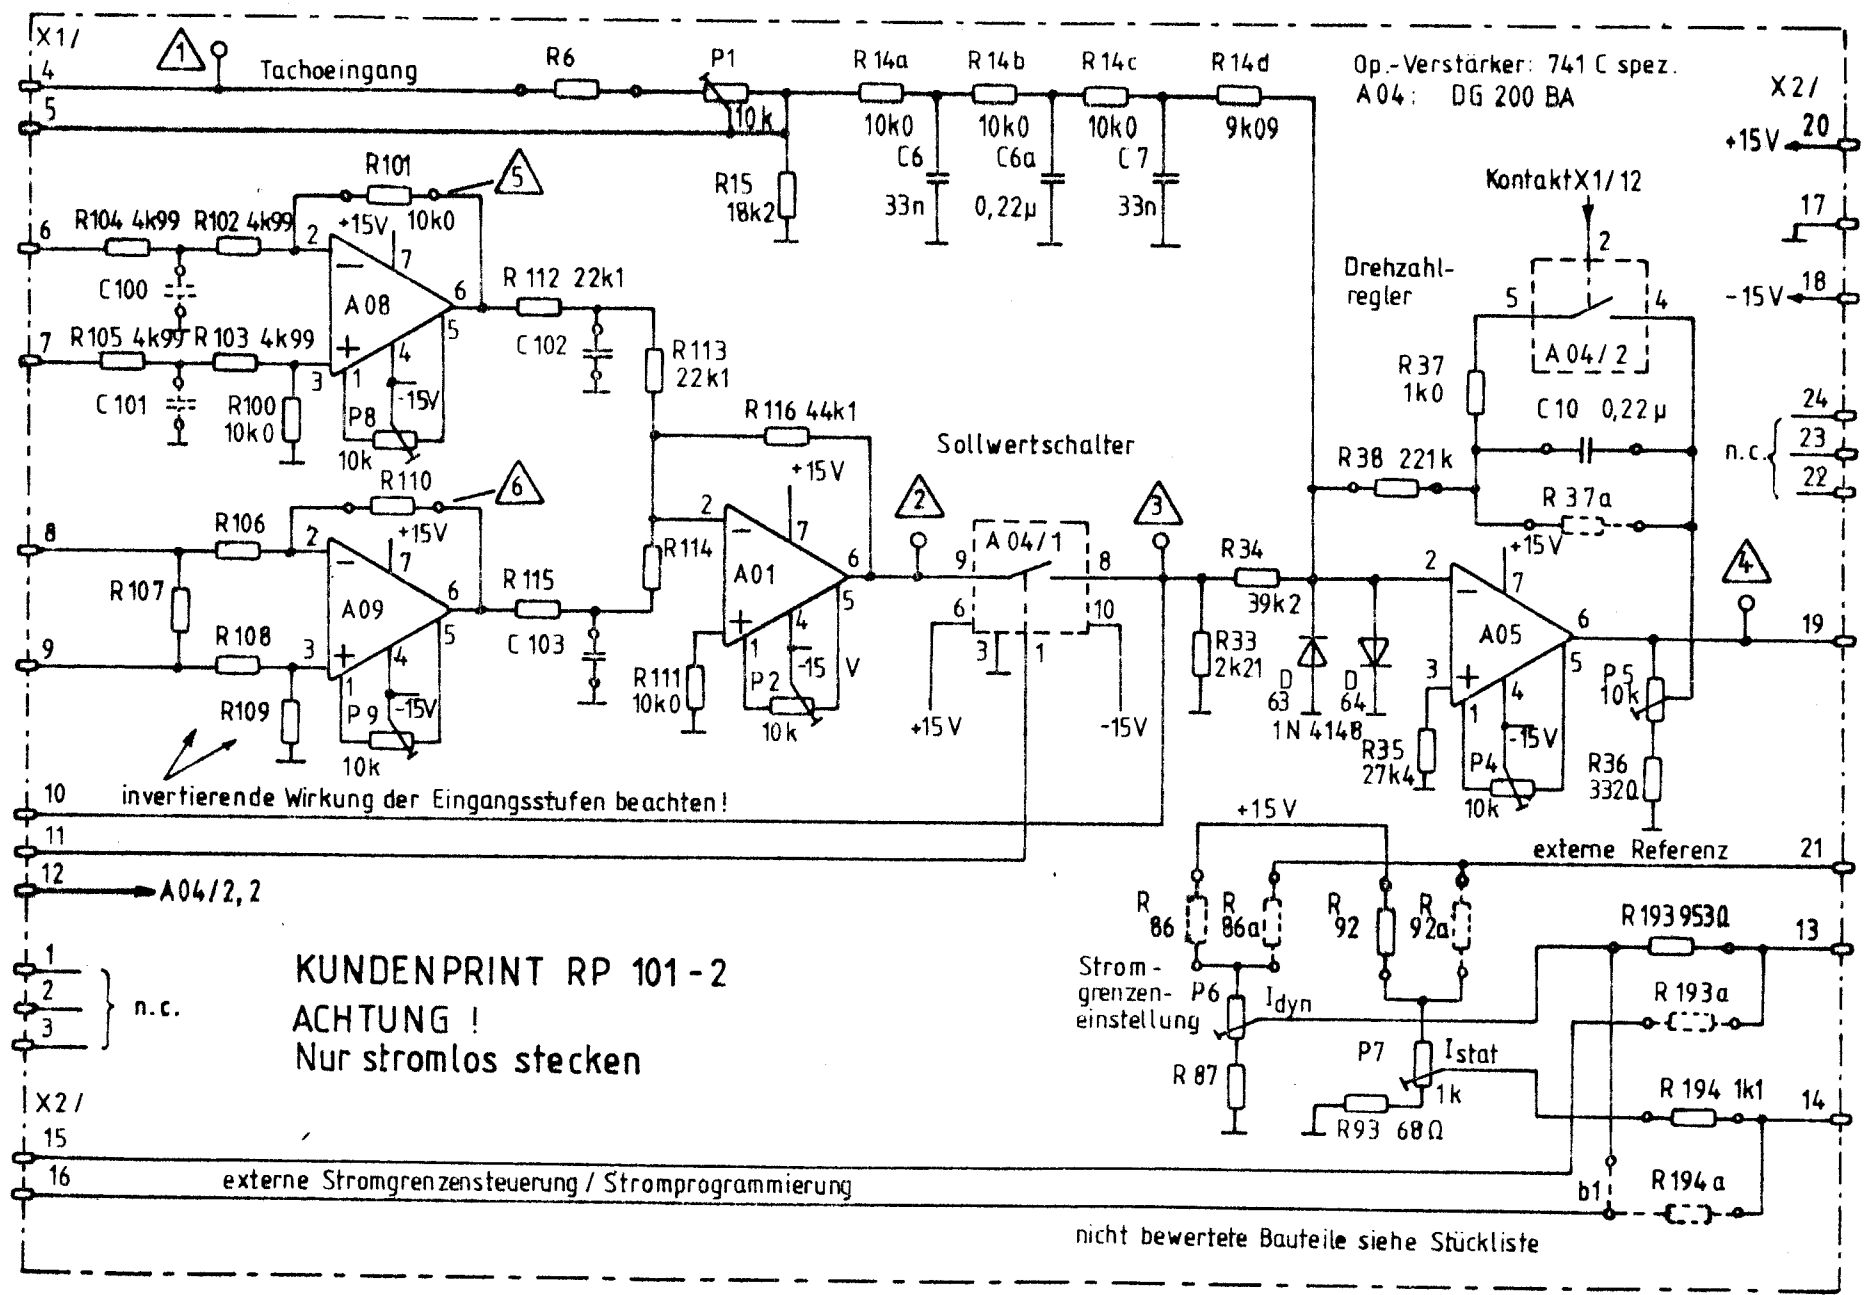 X1/
4
5
1
Tachoeingang
R6
P1
10k
R15
18k2
R14a
10k0
C6
33n
R14b
10k0
C6a
0,22µ
R14c
10k0
C7
33n
R14d
9k09
Op.-Verstärker: 741 C spez.
A04: DG 200 BA
X2/
20
+15V
17
18
-15V
24
23
22
n.c.
Kontakt X1/12
2
Drehzahl-
regler
5
4
A04/2
R37
1k0
C10 0,22µ
R38 221k
R37a
R101
5
10k0
6
R104 4k99
R102 4k99
+15V
2
7
C100
A08
6
5
7
R105 4k99
R103 4k99
4
3
1
-15V
C101
R100
10k0
P8
10k
R112 22k1
C102
R113
22k1
R116 44k1
Sollwertschalter
R110
6
+15V
8
R106
2
7
R107
A09
6
5
9
R108
3
4
1
-15V
R109
P9
10k
R115
C103
R114
+15V
2
7
A01
6
5
4
1
-15 V
R111
10k0
P2
10k
2
A04/1
9
8
6
10
3
1
+15V
-15V
3
R34
39k2
R33
2k21
D
63
D
64
1N4148
+15V
2
7
A05
6
5
3
4
1
-15V
R35
27k4
P4
10k
4
19
P5
10k
R36
332Ω
10
invertierende Wirkung der Eingangsstufen beachten!
11
12
A04/2,2
1
2
3
n.c.
KUNDENPRINT RP 101-2
ACHTUNG !
Nur stromlos stecken
+15 V
externe Referenz
21
R
86
R
86a
R
92
R
92a
R193 953Ω
13
Strom-
grenzen-
einstellung
P6
Idyn
R193a
P7
Istat
R87
1k
R194 1k1
14
R93 68Ω
X2/
15
16
externe Stromgrenzensteuerung / Stromprogrammierung
b1
R194a
nicht bewertete Bauteile siehe Stückliste